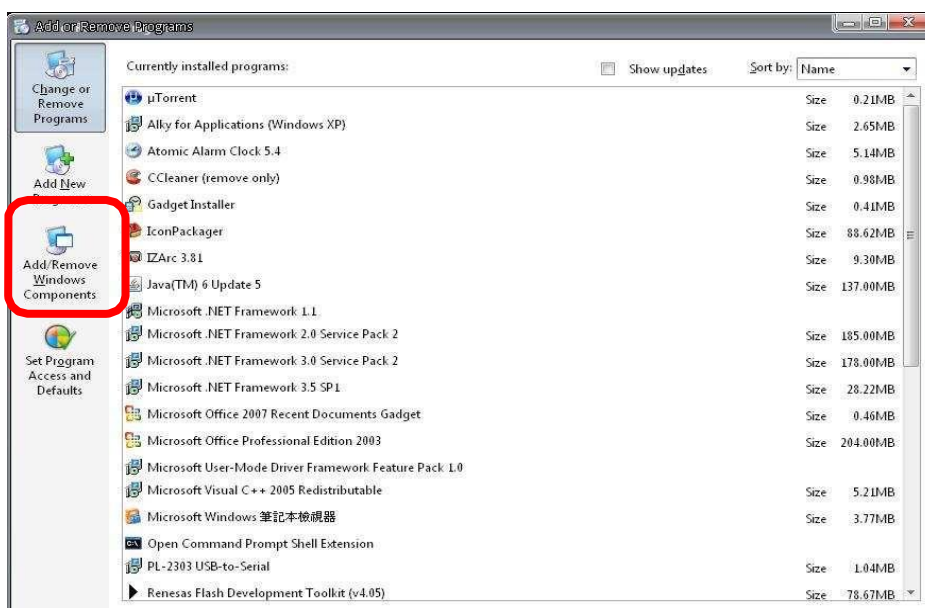 Add or Remove Programs
Change or
Remove
Programs
Add New
Add/Remove
Windows
Components
Set Program
Access and
Defaults
Currently installed programs:
Show updates
Sort by: Name
µTorrent Size 0.21MB
Alky for Applications (Windows XP) Size 2.65MB
Atomic Alarm Clock 5.4 Size 5.14MB
CCleaner (remove only) Size 0.98MB
Gadget Installer Size 0.41MB
IconPackager Size 88.62MB
IZArc 3.81 Size 9.30MB
Java(TM) 6 Update 5 Size 137.00MB
Microsoft .NET Framework 1.1
Microsoft .NET Framework 2.0 Service Pack 2 Size 185.00MB
Microsoft .NET Framework 3.0 Service Pack 2 Size 178.00MB
Microsoft .NET Framework 3.5 SP1 Size 28.22MB
Microsoft Office 2007 Recent Documents Gadget Size 0.46MB
Microsoft Office Professional Edition 2003 Size 204.00MB
Microsoft User-Mode Driver Framework Feature Pack 1.0
Microsoft Visual C++ 2005 Redistributable Size 5.21MB
Microsoft Windows 筆記本檢視器 Size 3.77MB
Open Command Prompt Shell Extension
PL-2303 USB-to-Serial Size 1.04MB
Renesas Flash Development Toolkit (v4.05) Size 78.67MB